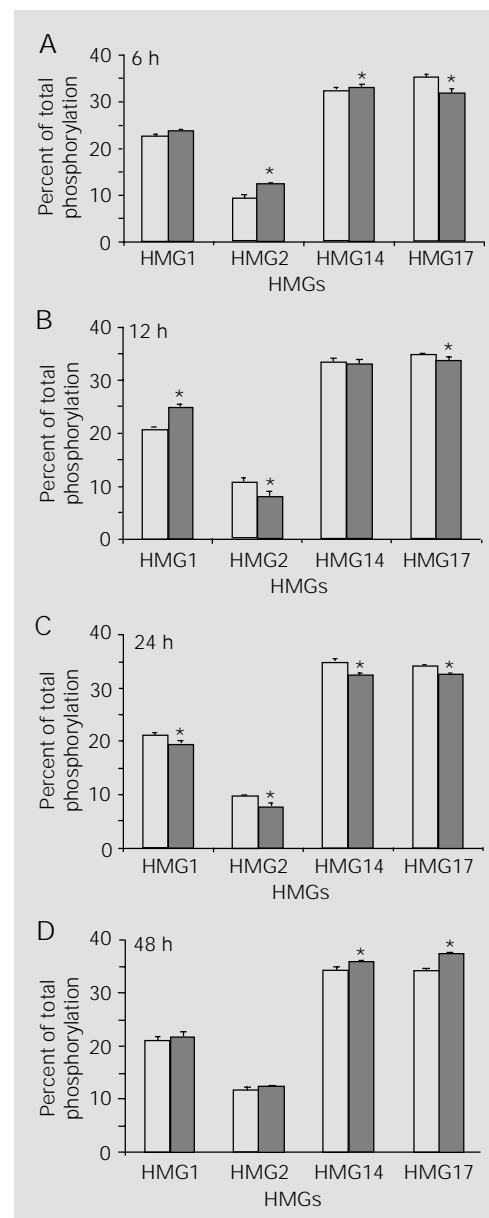 A
6 h
Percent of total
phosphorylation
40
30
20
10
0
*
*
*
HMG1 HMG2 HMG14 HMG17
HMGs
B
12 h
Percent of total
phosphorylation
40
30
20
10
0
*
*
*
HMG1 HMG2 HMG14 HMG17
HMGs
C
24 h
Percent of total
phosphorylation
40
30
20
10
0
*
*
*
*
HMG1 HMG2 HMG14 HMG17
HMGs
D
48 h
Percent of total
phosphorylation
40
30
20
10
0
*
*
HMG1 HMG2 HMG14 HMG17
HMGs